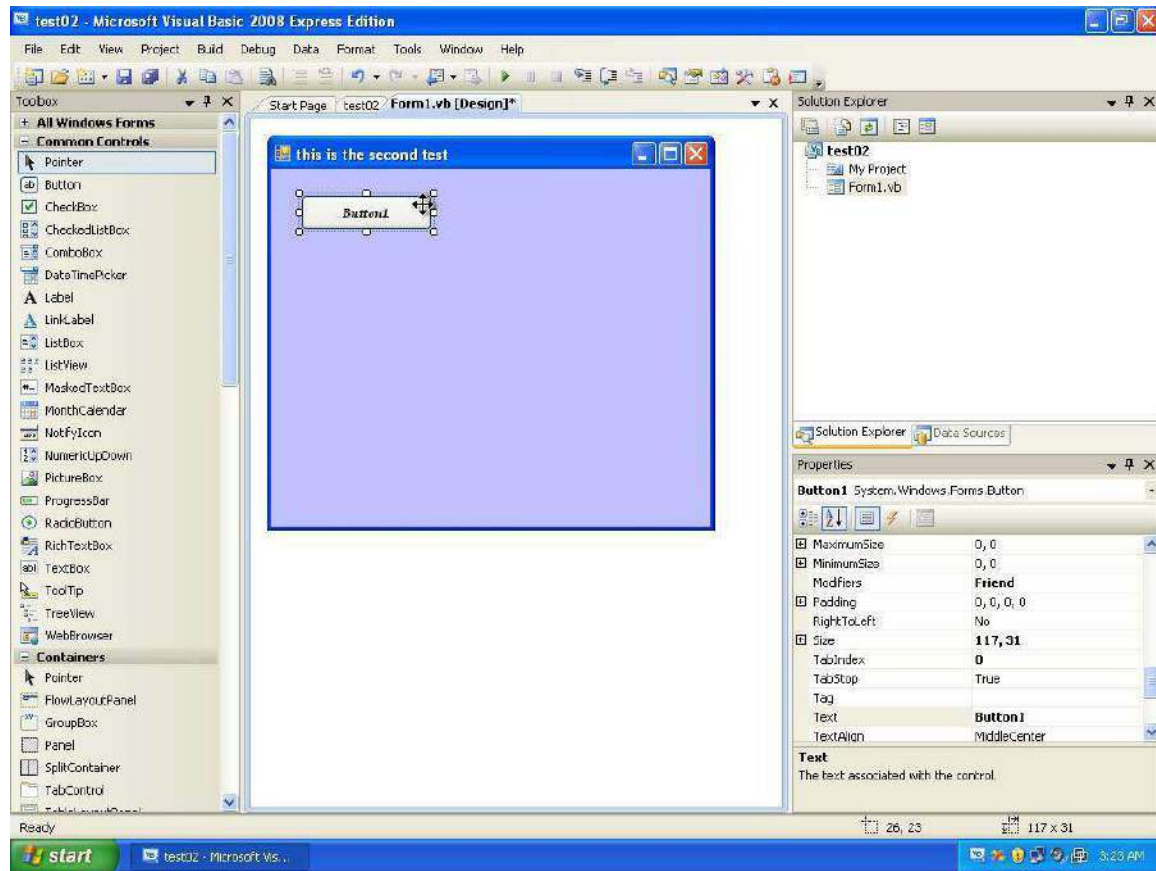 test02 - Microsoft Visual Basic 2008 Express Edition
File Edit View Project Build Debug Data Format Tools Window Help
Toolbox
All Windows Forms
Common Controls
Pointer
Button
CheckBox
CheckedListBox
ComboBox
DateTimePicker
Label
LinkLabel
ListBox
ListView
MaskedTextBox
MonthCalendar
NotifyIcon
NumericUpDown
PictureBox
ProgressBar
RadioButton
RichTextBox
TextBox
ToolTip
TreeView
WebBrowser
Containers
Pointer
FlowLayoutPanel
GroupBox
Panel
SplitContainer
TabControl
TableLayoutPanel
Start Page test02 Form1.vb [Design]*
this is the second test
Button1
Solution Explorer
test02
My Project
Form1.vb
Solution Explorer Data Sources
Properties
Button1 System.Windows.Forms.Button
MaximumSize 0, 0
MinimumSize 0, 0
Modifiers Friend
Padding 0, 0, 0, 0
RightToLeft No
Size 117, 31
TabIndex 0
TabStop True
Tag
Text Button1
TextAlign MiddleCenter
Text
The text associated with the control.
Ready 26, 23 117 x 31
start test02 - Microsoft Vis... 3:23 AM